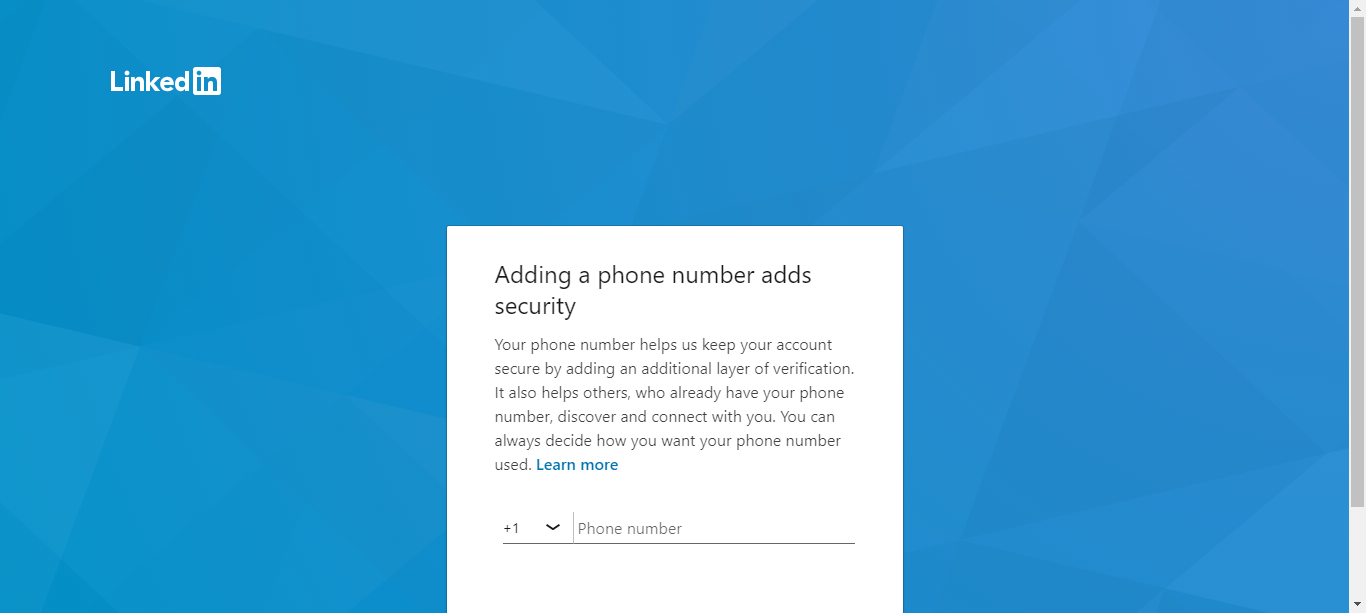 Linkedin
Adding a phone number adds
security
Your phone number helps us keep your account
secure by adding an additional layer of verification.
It also helps others, who already have your phone
number, discover and connect with you. You can
always decide how you want your phone number
used. Learn more
+1 Phone number